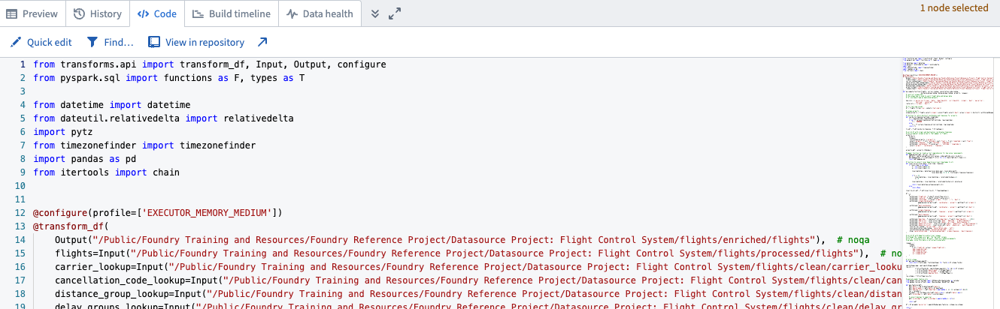 Preview History Code Build timeline Data health 1 node selected
Quick edit Find… View in repository
1 from transforms.api import transform_df, Input, Output, configure
2 from pyspark.sql import functions as F, types as T
3
4 from datetime import datetime
5 from dateutil.relativedelta import relativedelta
6 import pytz
7 from timezonefinder import timezonefinder
8 import pandas as pd
9 from itertools import chain
10
11
12 @configure(profile=['EXECUTOR_MEMORY_MEDIUM'])
13 @transform_df(
14 Output("/Public/Foundry Training and Resources/Foundry Reference Project/Datasource Project: Flight Control System/flights/enriched/flights"), # noqa
15 flights=Input("/Public/Foundry Training and Resources/Foundry Reference Project/Datasource Project: Flight Control System/flights/processed/flights"), # no
16 carrier_lookup=Input("/Public/Foundry Training and Resources/Foundry Reference Project/Datasource Project: Flight Control System/flights/clean/carrier_looku
17 cancellation_code_lookup=Input("/Public/Foundry Training and Resources/Foundry Reference Project/Datasource Project: Flight Control System/flights/clean/can
18 distance_group_lookup=Input("/Public/Foundry Training and Resources/Foundry Reference Project/Datasource Project: Flight Control System/flights/clean/distan
19 delay_groups_lookup=Input("/Public/Foundry Training and Resources/Foundry Reference Project/Datasource Project: Flight Control System/flights/clean/delay_gr